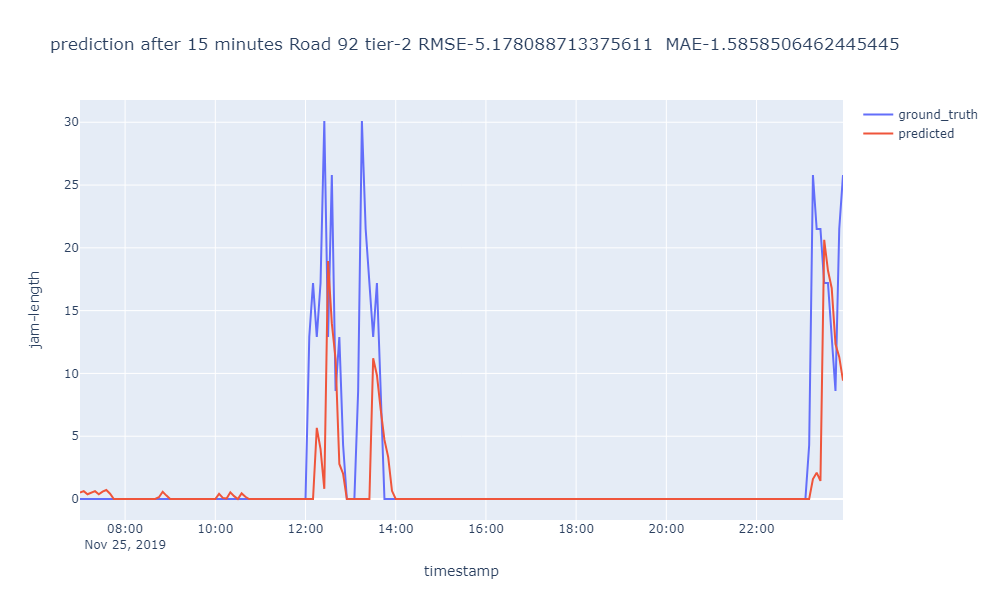 prediction after 15 minutes Road 92 tier-2 RMSE-5.178088713375611  MAE-1.5858506462445445
ground_truth
predicted
30
25
20
15
10
5
0
jam-length
08:00 10:00 12:00 14:00 16:00 18:00 20:00 22:00
Nov 25, 2019
timestamp